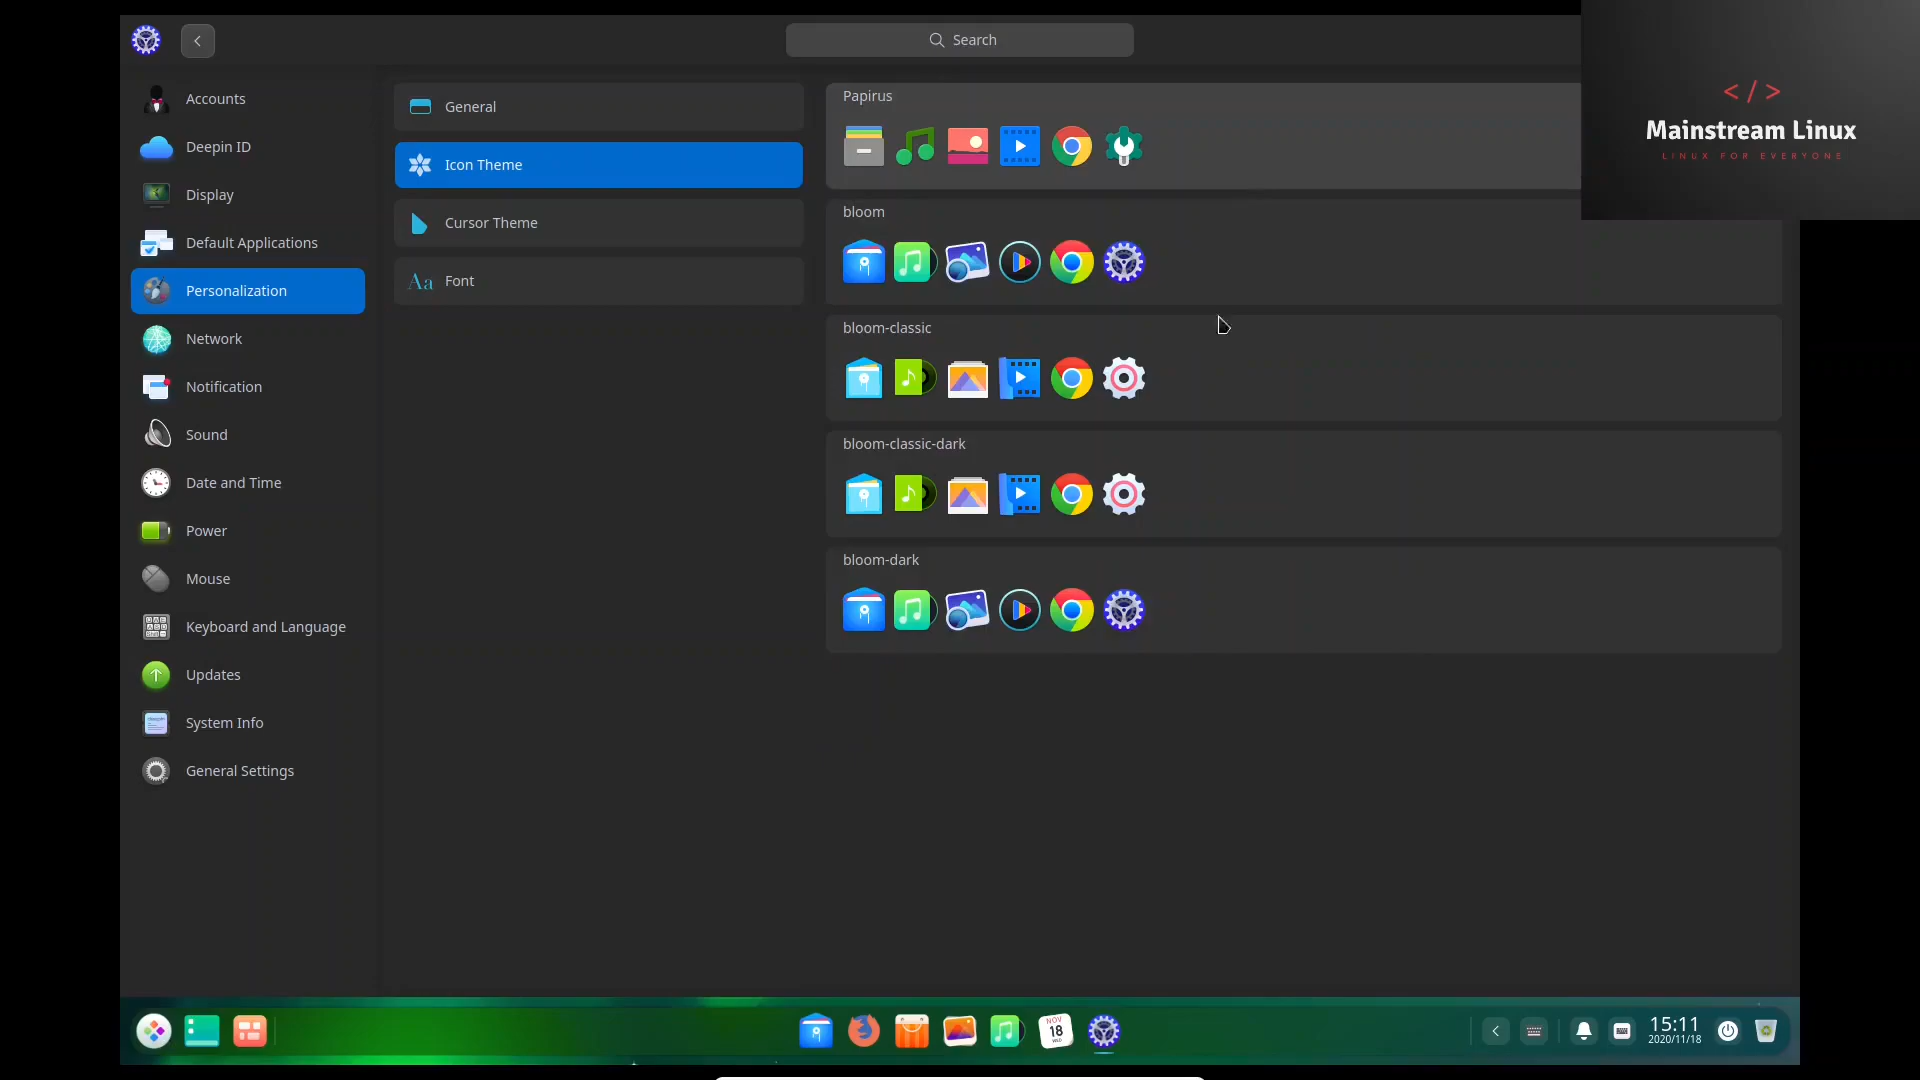 Search
</>
Mainstream Linux
LINUX FOR EVERYONE
Accounts
Deepin ID
Display
Default Applications
Personalization
Network
Notification
Sound
Date and Time
Power
Mouse
Keyboard and Language
Updates
System Info
General Settings
General
Icon Theme
Cursor Theme
Aa Font
Papirus
bloom
bloom-classic
bloom-classic-dark
bloom-dark
NOV
18
WED
15:11
2020/11/18